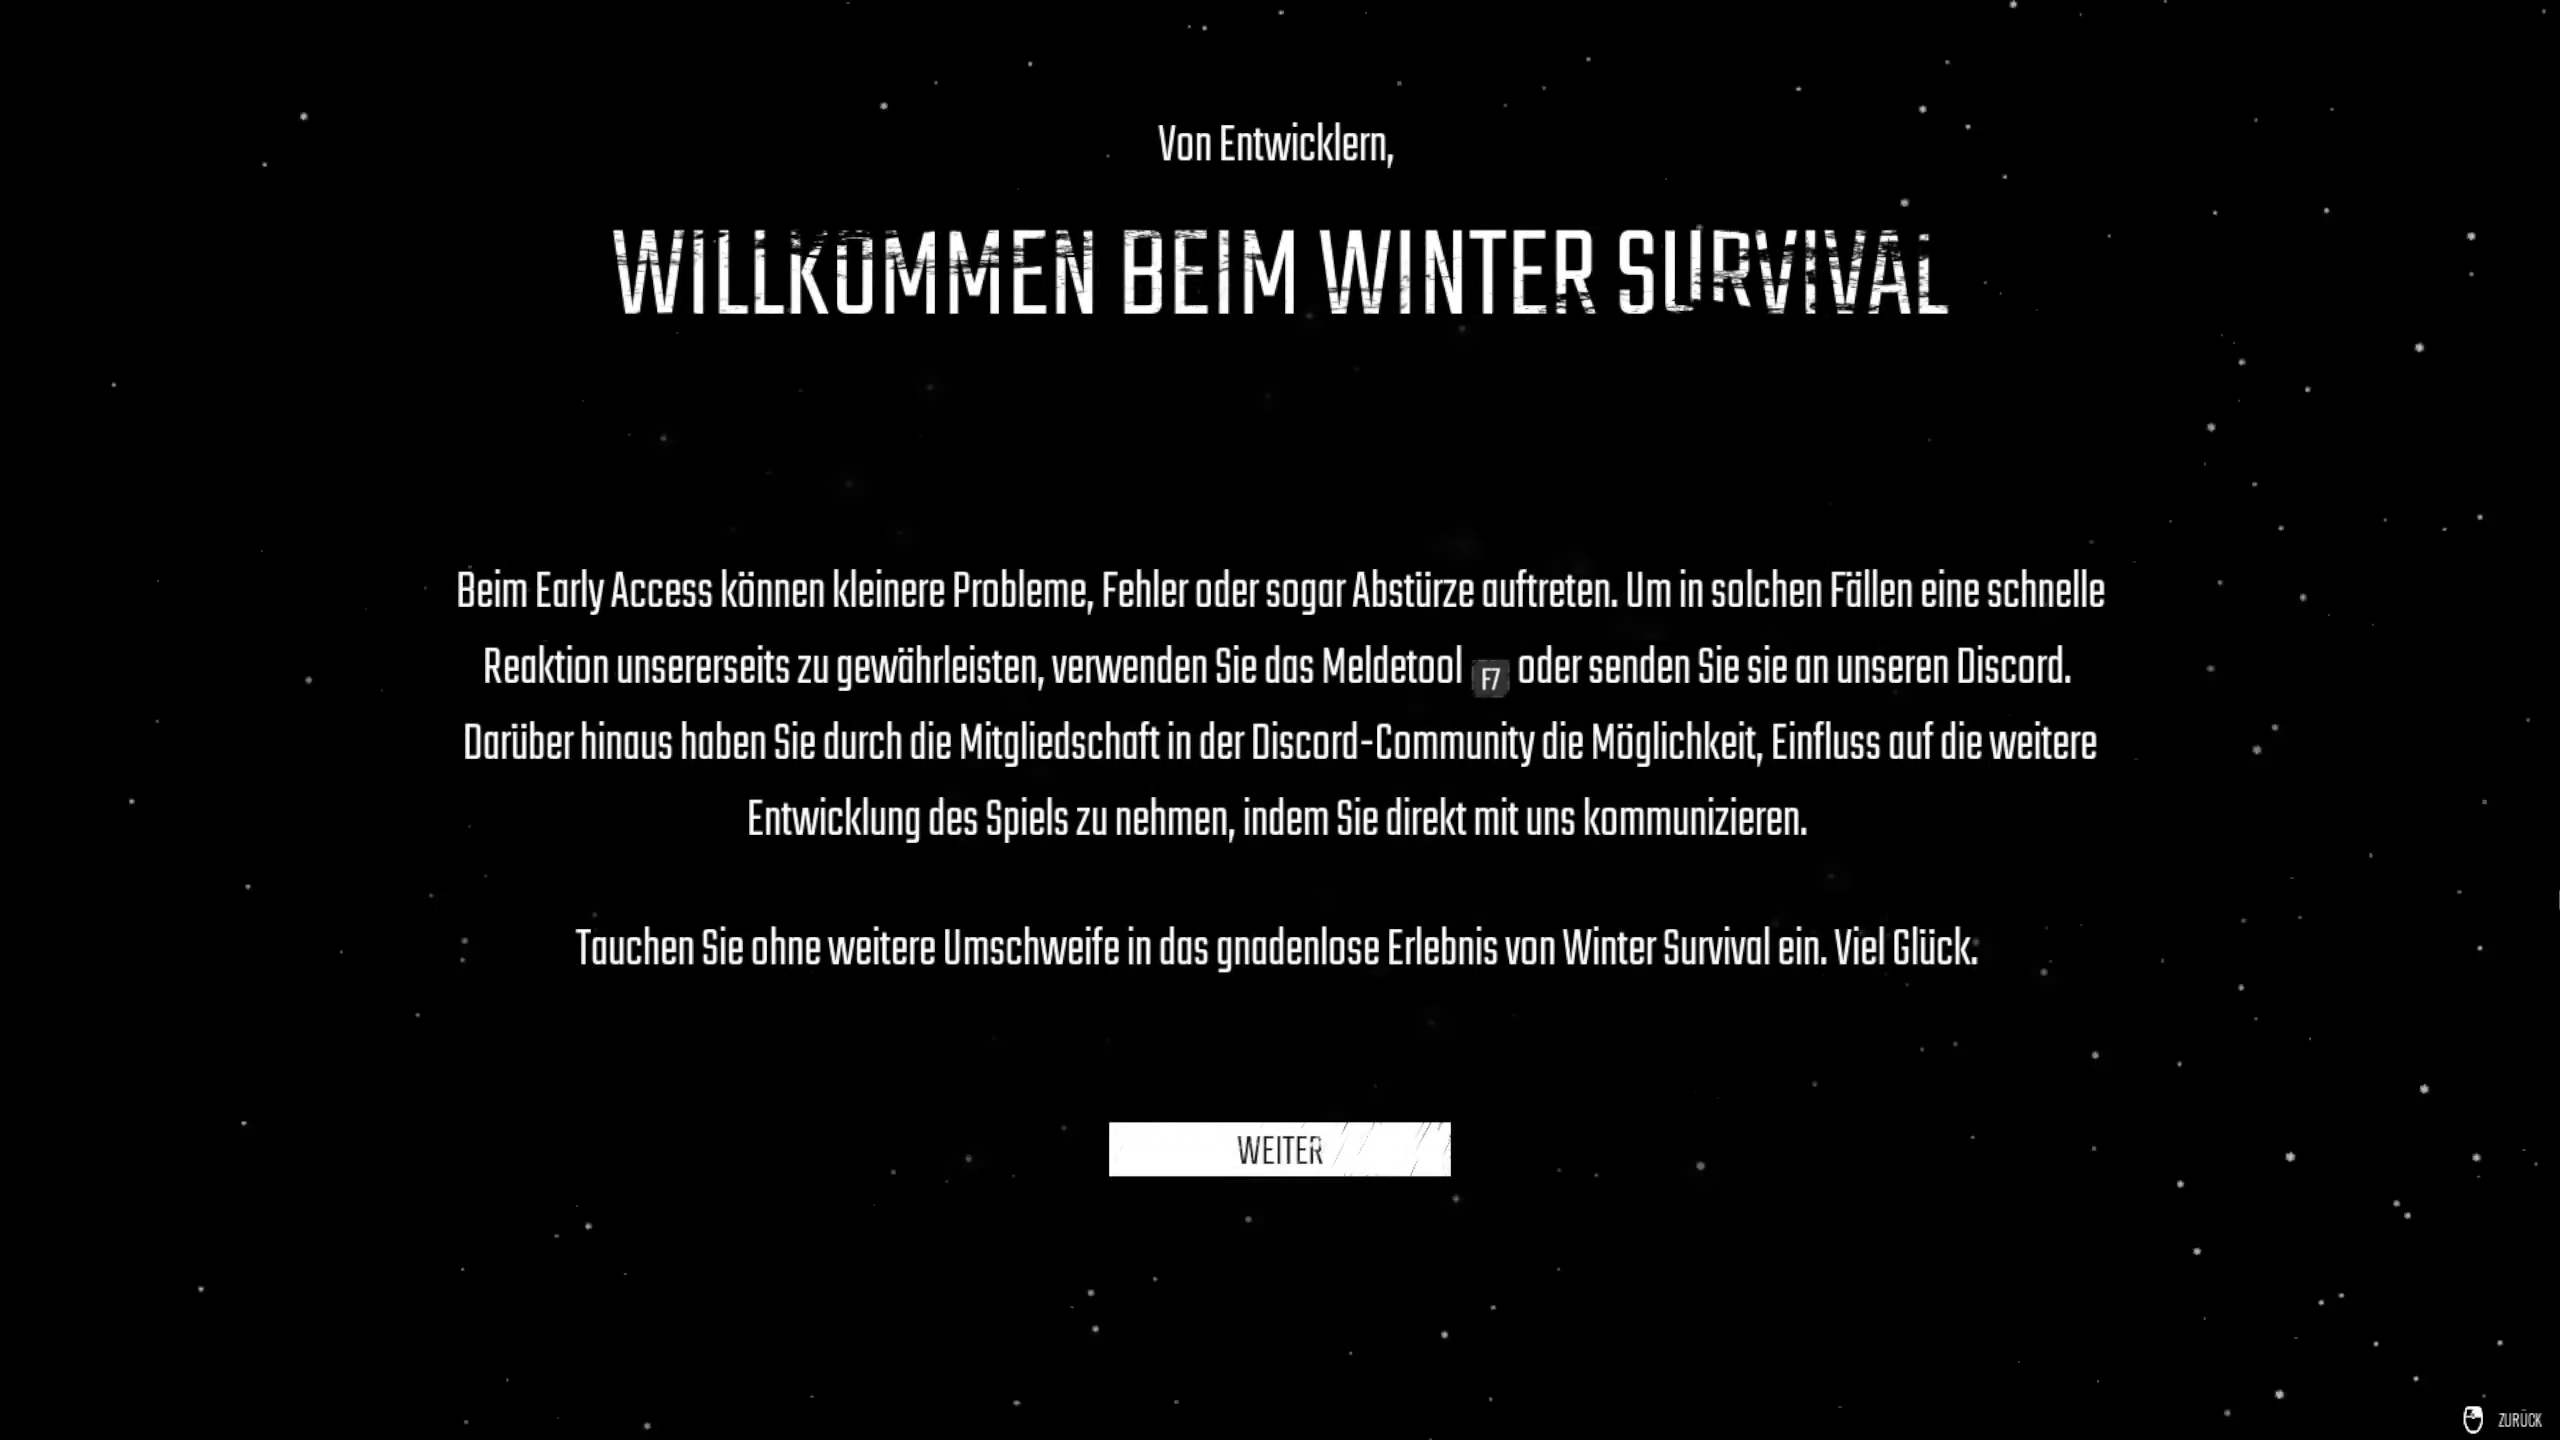 Von Entwicklern,
WILLKOMMEN BEIM WINTER SURVIVAL
Beim Early Access können kleinere Probleme, Fehler oder sogar Abstürze auftreten. Um in solchen Fällen eine schnelle
Reaktion unsererseits zu gewährleisten, verwenden Sie das Meldetool F7 oder senden Sie sie an unseren Discord.
Darüber hinaus haben Sie durch die Mitgliedschaft in der Discord-Community die Möglichkeit, Einfluss auf die weitere
Entwicklung des Spiels zu nehmen, indem Sie direkt mit uns kommunizieren.
Tauchen Sie ohne weitere Umschweife in das gnadenlose Erlebnis von Winter Survival ein. Viel Glück.
WEITER
ZURÜCK